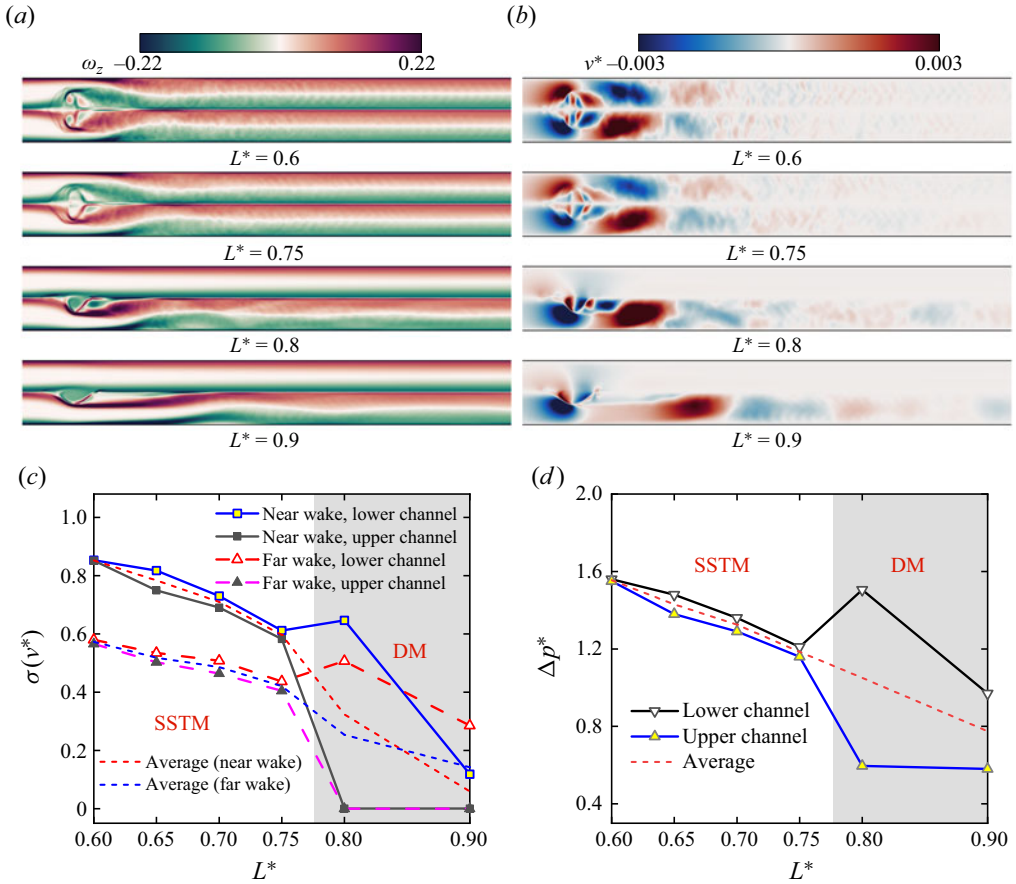 (a)
ω_z −0.22 0.22
L* = 0.6
L* = 0.75
L* = 0.8
L* = 0.9
(b)
v* −0.003 0.003
L* = 0.6
L* = 0.75
L* = 0.8
L* = 0.9
(c)
1.0
0.8
0.6
0.4
0.2
0
σ(v*)
Near wake, lower channel
Near wake, upper channel
Far wake, lower channel
Far wake, upper channel
DM
SSTM
Average (near wake)
Average (far wake)
0.60 0.65 0.70 0.75 0.80 0.90
L*
(d)
2.0
1.6
1.2
0.8
0.4
Δp*
SSTM
DM
Lower channel
Upper channel
Average
0.60 0.65 0.70 0.75 0.80 0.90
L*